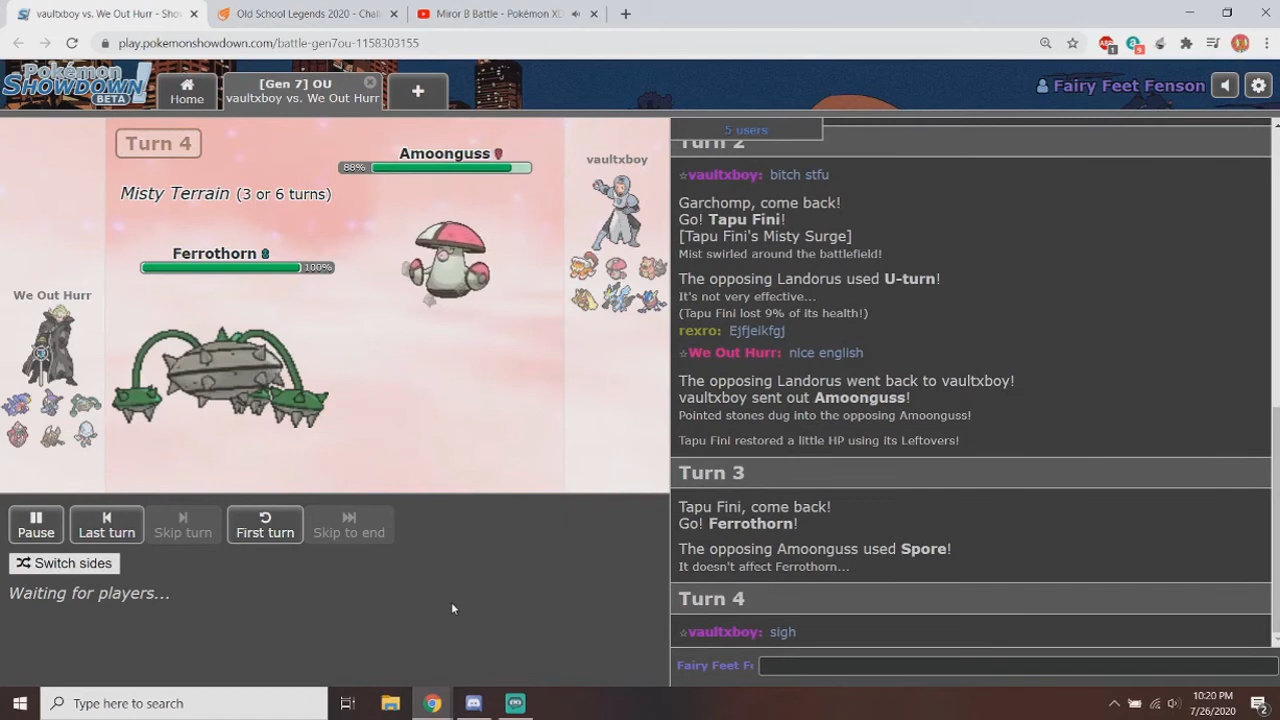 vaultxboy vs. We Out Hurr - Sho
Old School Legends 2020 - Chal
Miror B Battle - Pokémon XD
play.pokemonshowdown.com/battle-gen7ou-1158303155
Pokémon
SHOWDOWN!
BETA
Home
[Gen 7] OU
vaultxboy vs. We Out Hurr
Fairy Feet Fenson
Turn 4
Misty Terrain (3 or 6 turns)
Amoonguss
88%
Ferrothorn
100%
We Out Hurr
vaultxboy
5 users
Turn 2
☆vaultxboy: bitch stfu
Garchomp, come back!
Go! Tapu Fini!
[Tapu Fini's Misty Surge]
Mist swirled around the battlefield!
The opposing Landorus used U-turn!
It's not very effective...
(Tapu Fini lost 9% of its health!)
rexro: Ejfjeikfgj
☆We Out Hurr: nice english
The opposing Landorus went back to vaultxboy!
vaultxboy sent out Amoonguss!
Pointed stones dug into the opposing Amoonguss!
Tapu Fini restored a little HP using its Leftovers!
Turn 3
Tapu Fini, come back!
Go! Ferrothorn!
The opposing Amoonguss used Spore!
It doesn't affect Ferrothorn...
Turn 4
☆vaultxboy: sigh
Fairy Feet Fe
Pause
Last turn
Skip turn
First turn
Skip to end
Switch sides
Waiting for players...
Type here to search
10:20 PM
7/26/2020
2